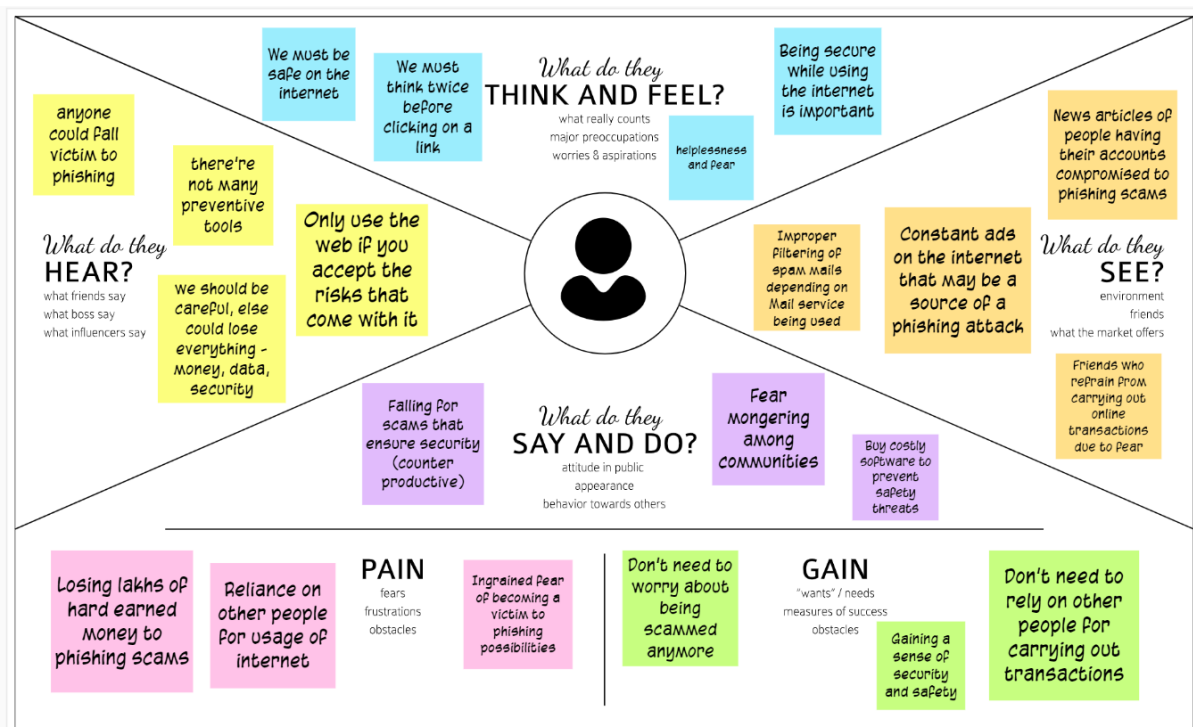 We must be
safe on the
internet
We must
think twice
before
clicking on a
link
What do they
THINK AND FEEL?
what really counts
major preoccupations
worries & aspirations
helplessness
and fear
Being secure
while using
the internet
is important
anyone
could fall
victim to
phishing
there're
not many
preventive
tools
Only use the
web if you
accept the
risks that
come with it
What do they
HEAR?
what friends say
what boss say
what influencers say
we should be
careful, else
could lose
everything -
money, data,
security
News articles of
people having
their accounts
compromised to
phishing scams
Improper
filtering of
spam mails
depending on
Mail service
being used
Constant ads
on the internet
that may be a
source of a
phishing attack
What do they
SEE?
environment
friends
what the market offers
Friends who
refrain from
carrying out
online
transactions
due to fear
Falling for
scams that
ensure security
(counter
productive)
What do they
SAY AND DO?
attitude in public
appearance
behavior towards others
Fear
mongering
among
communities
Buy costly
software to
prevent
safety
threats
Losing lakhs of
hard earned
money to
phishing scams
Reliance on
other people
for usage of
internet
PAIN
fears
frustrations
obstacles
Ingrained fear
of becoming a
victim to
phishing
possibilities
Don't need to
worry about
being
scammed
anymore
GAIN
"wants" / needs
measures of success
obstacles
Gaining a
sense of
security
and safety
Don't need to
rely on other
people for
carrying out
transactions